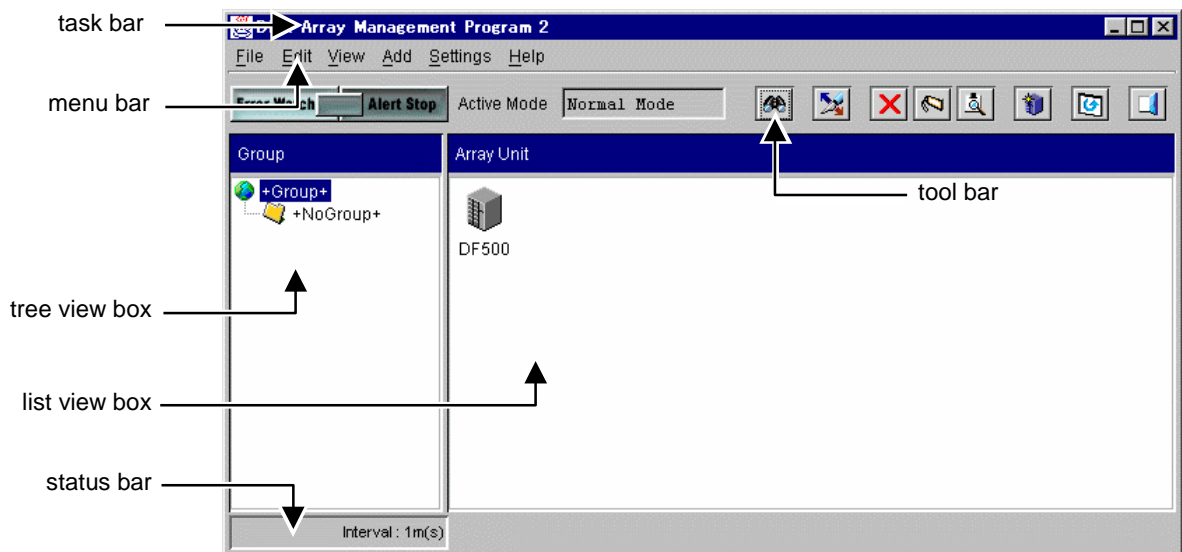 task bar
Array Management Program 2
File Edit View Add Settings Help
menu bar
Alert Stop
Active Mode
Normal Mode
Group
Array Unit
+Group+
+NoGroup+
tool bar
DF500
tree view box
list view box
status bar
Interval : 1m(s)